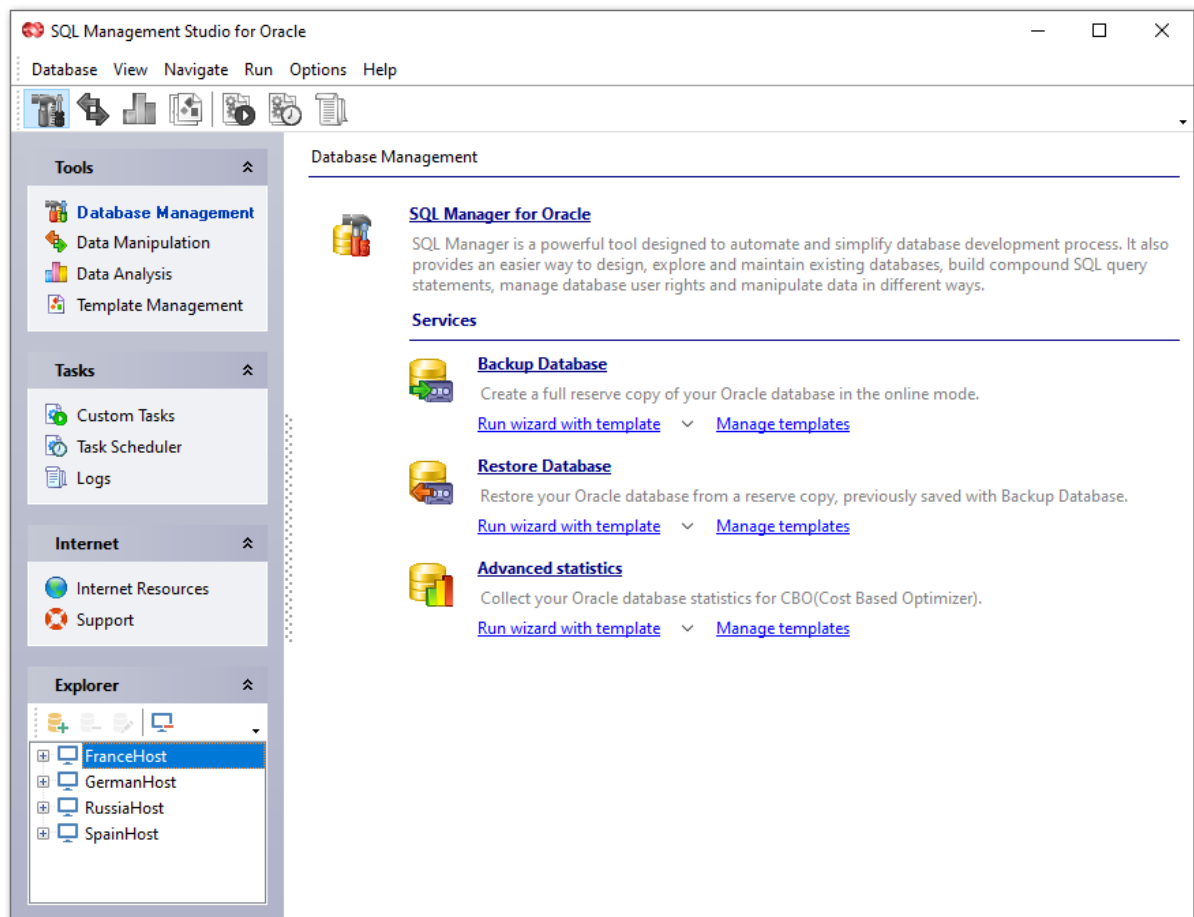 SQL Management Studio for Oracle
Database View Navigate Run Options Help
Tools
Database Management
Data Manipulation
Data Analysis
Template Management
Tasks
Custom Tasks
Task Scheduler
Logs
Internet
Internet Resources
Support
Explorer
FranceHost
GermanHost
RussiaHost
SpainHost
Database Management
SQL Manager for Oracle
SQL Manager is a powerful tool designed to automate and simplify database development process. It also
provides an easier way to design, explore and maintain existing databases, build compound SQL query
statements, manage database user rights and manipulate data in different ways.
Services
Backup Database
Create a full reserve copy of your Oracle database in the online mode.
Run wizard with template Manage templates
Restore Database
Restore your Oracle database from a reserve copy, previously saved with Backup Database.
Run wizard with template Manage templates
Advanced statistics
Collect your Oracle database statistics for CBO(Cost Based Optimizer).
Run wizard with template Manage templates